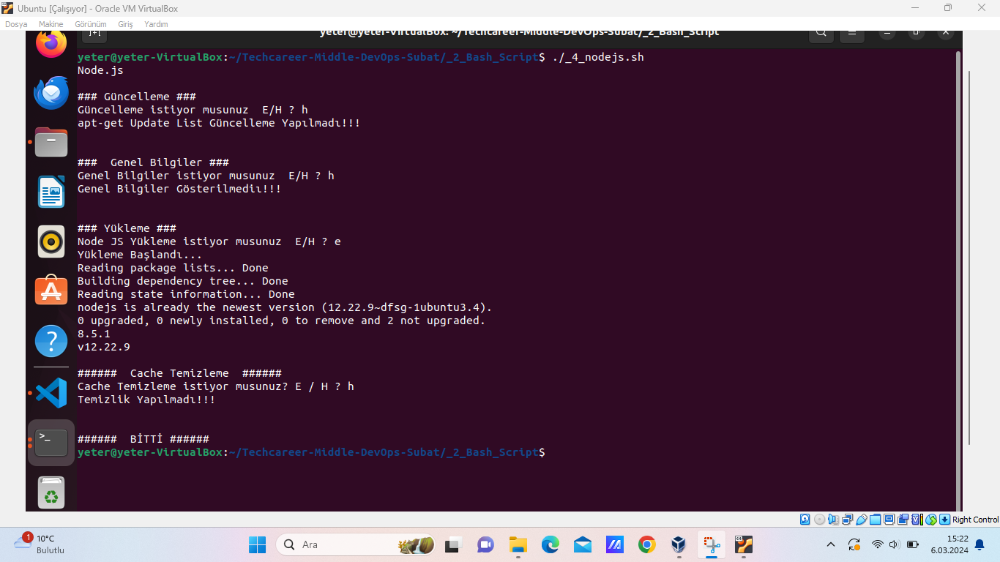 Ubuntu [Çalışıyor] - Oracle VM VirtualBox
Dosya Makine Görünüm Giriş Yardım
yeter@yeter-VirtualBox: ~/Techcareer-Middle-DevOps-Subat/_2_Bash_Script
yeter@yeter-VirtualBox:~/Techcareer-Middle-DevOps-Subat/_2_Bash_Script$ ./_4_nodejs.sh
Node.js
### Güncelleme ###
Güncelleme istiyor musunuz  E/H ? h
apt-get Update List Güncelleme Yapılmadı!!!
###  Genel Bilgiler ###
Genel Bilgiler istiyor musunuz  E/H ? h
Genel Bilgiler Gösterilmediı!!!
### Yükleme ###
Node JS Yükleme istiyor musunuz  E/H ? e
Yükleme Başlandı...
Reading package lists... Done
Building dependency tree... Done
Reading state information... Done
nodejs is already the newest version (12.22.9~dfsg-1ubuntu3.4).
0 upgraded, 0 newly installed, 0 to remove and 2 not upgraded.
8.5.1
v12.22.9
######  Cache Temizleme  ######
Cache Temizleme istiyor musunuz? E / H ? h
Temizlik Yapılmadı!!!
######  BİTTİ ######
yeter@yeter-VirtualBox:~/Techcareer-Middle-DevOps-Subat/_2_Bash_Script$
Right Control
1
10°C
Bulutlu
Ara
15:22
6.03.2024